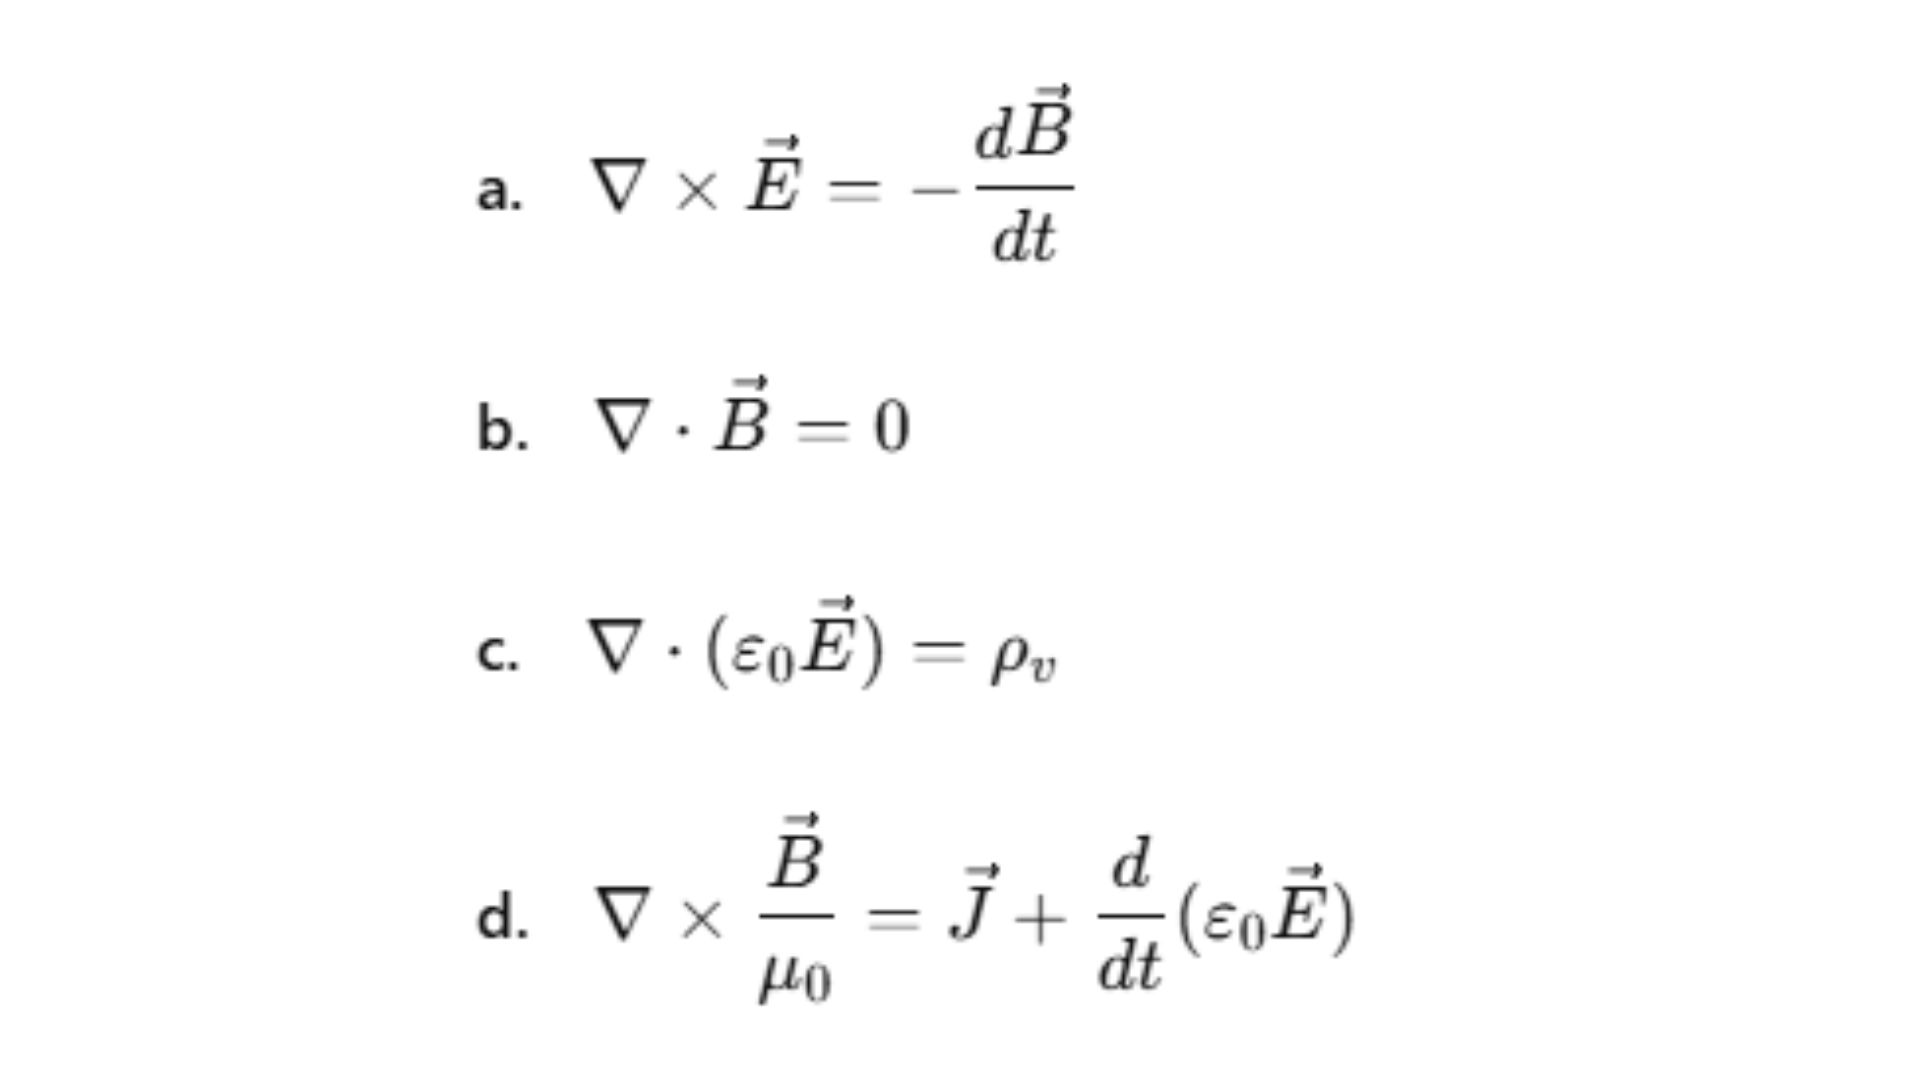 a. ∇ × E⃗ = −dB⃗/dt
b. ∇ · B⃗ = 0
c. ∇ · (ε₀E⃗) = ρᵥ
d. ∇ × B⃗/μ₀ = J⃗ + d/dt(ε₀E⃗)